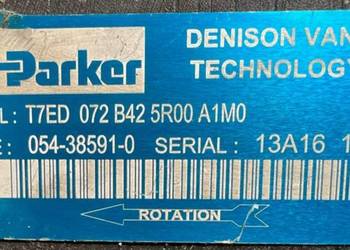 Parker
DENISON VAN
TECHNOLOGY
L : T7ED 072 B42 5R00 A1M0
E : 054-38591-0 SERIAL : 13A16 1
ROTATION